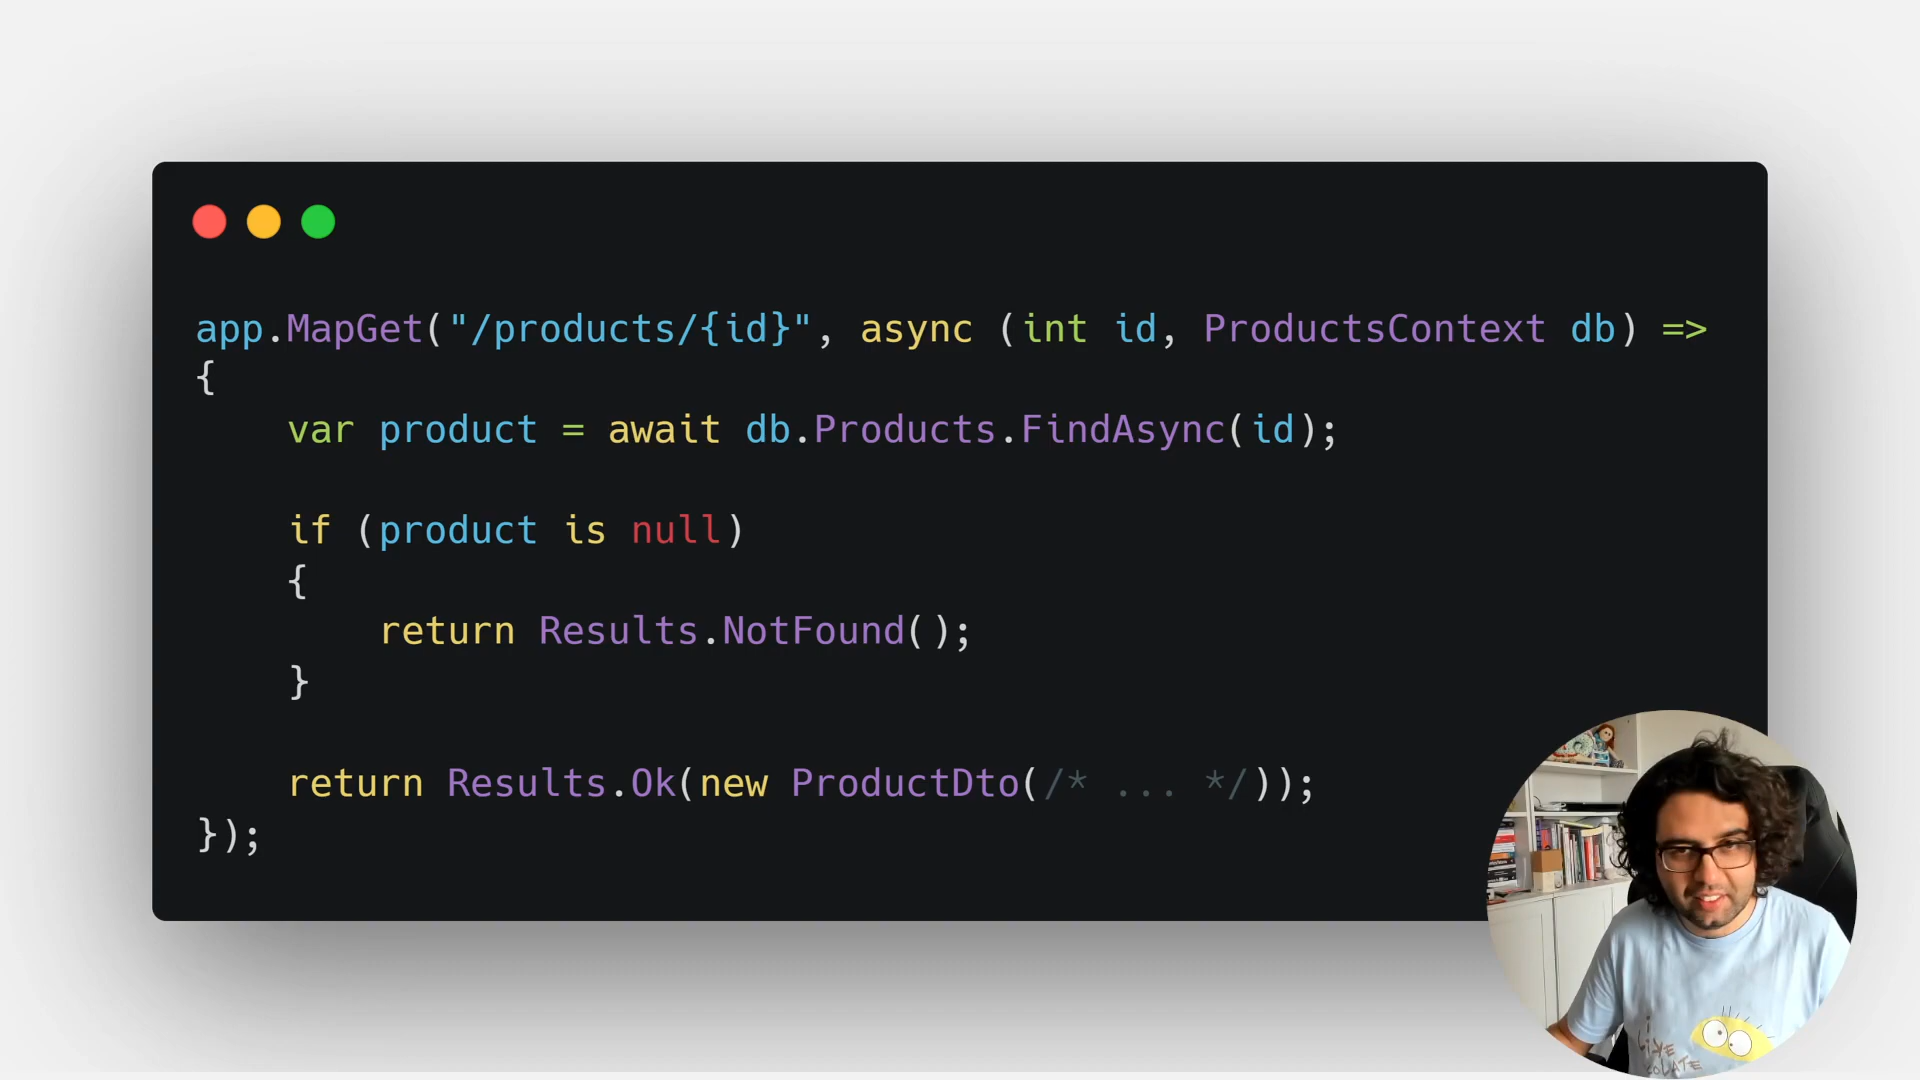 app.MapGet("/products/{id}", async (int id, ProductsContext db) =>
{
    var product = await db.Products.FindAsync(id);
    if (product is null)
    {
        return Results.NotFound();
    }
    return Results.Ok(new ProductDto(/* ... */));
});